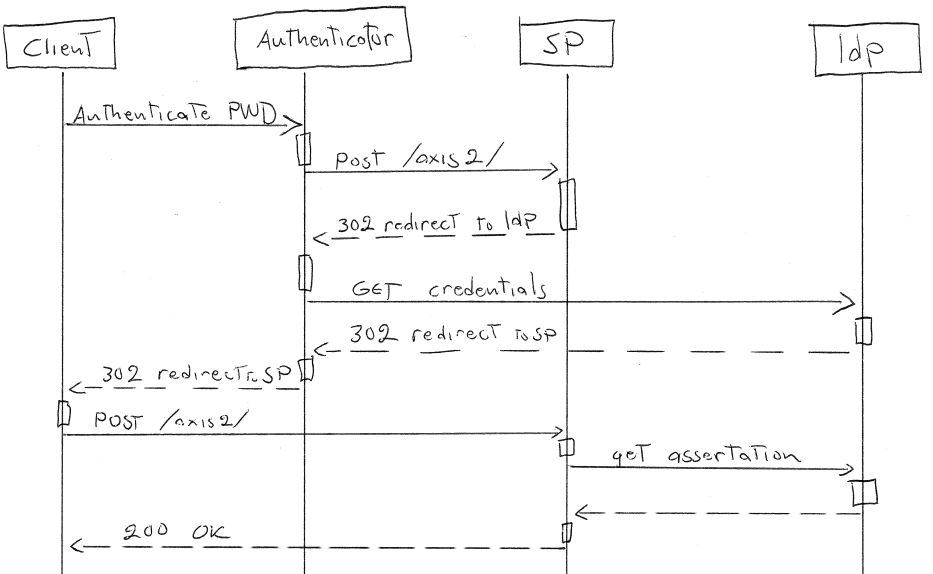 Client
Authenticator
SP
Idp
Authenticate PWD
POST /axis2/
302 redirect to Idp
GET credentials
302 redirect to SP
302 redirect to SP
POST /axis2/
get assertation
200 OK